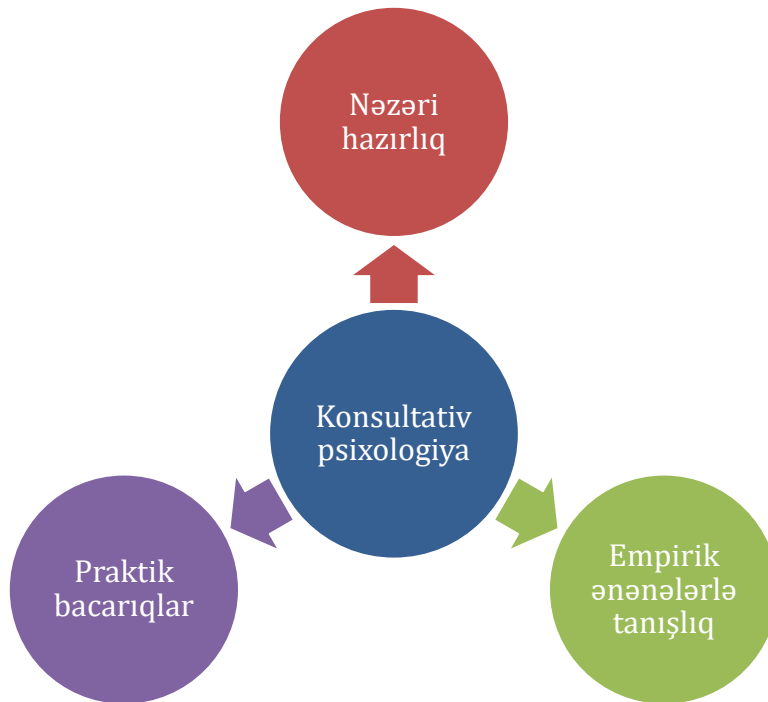 Nəzəri
hazırlıq
Konsultativ
psixologiya
Praktik
bacarıqlar
Empirik
ənənələrlə
tanışlıq